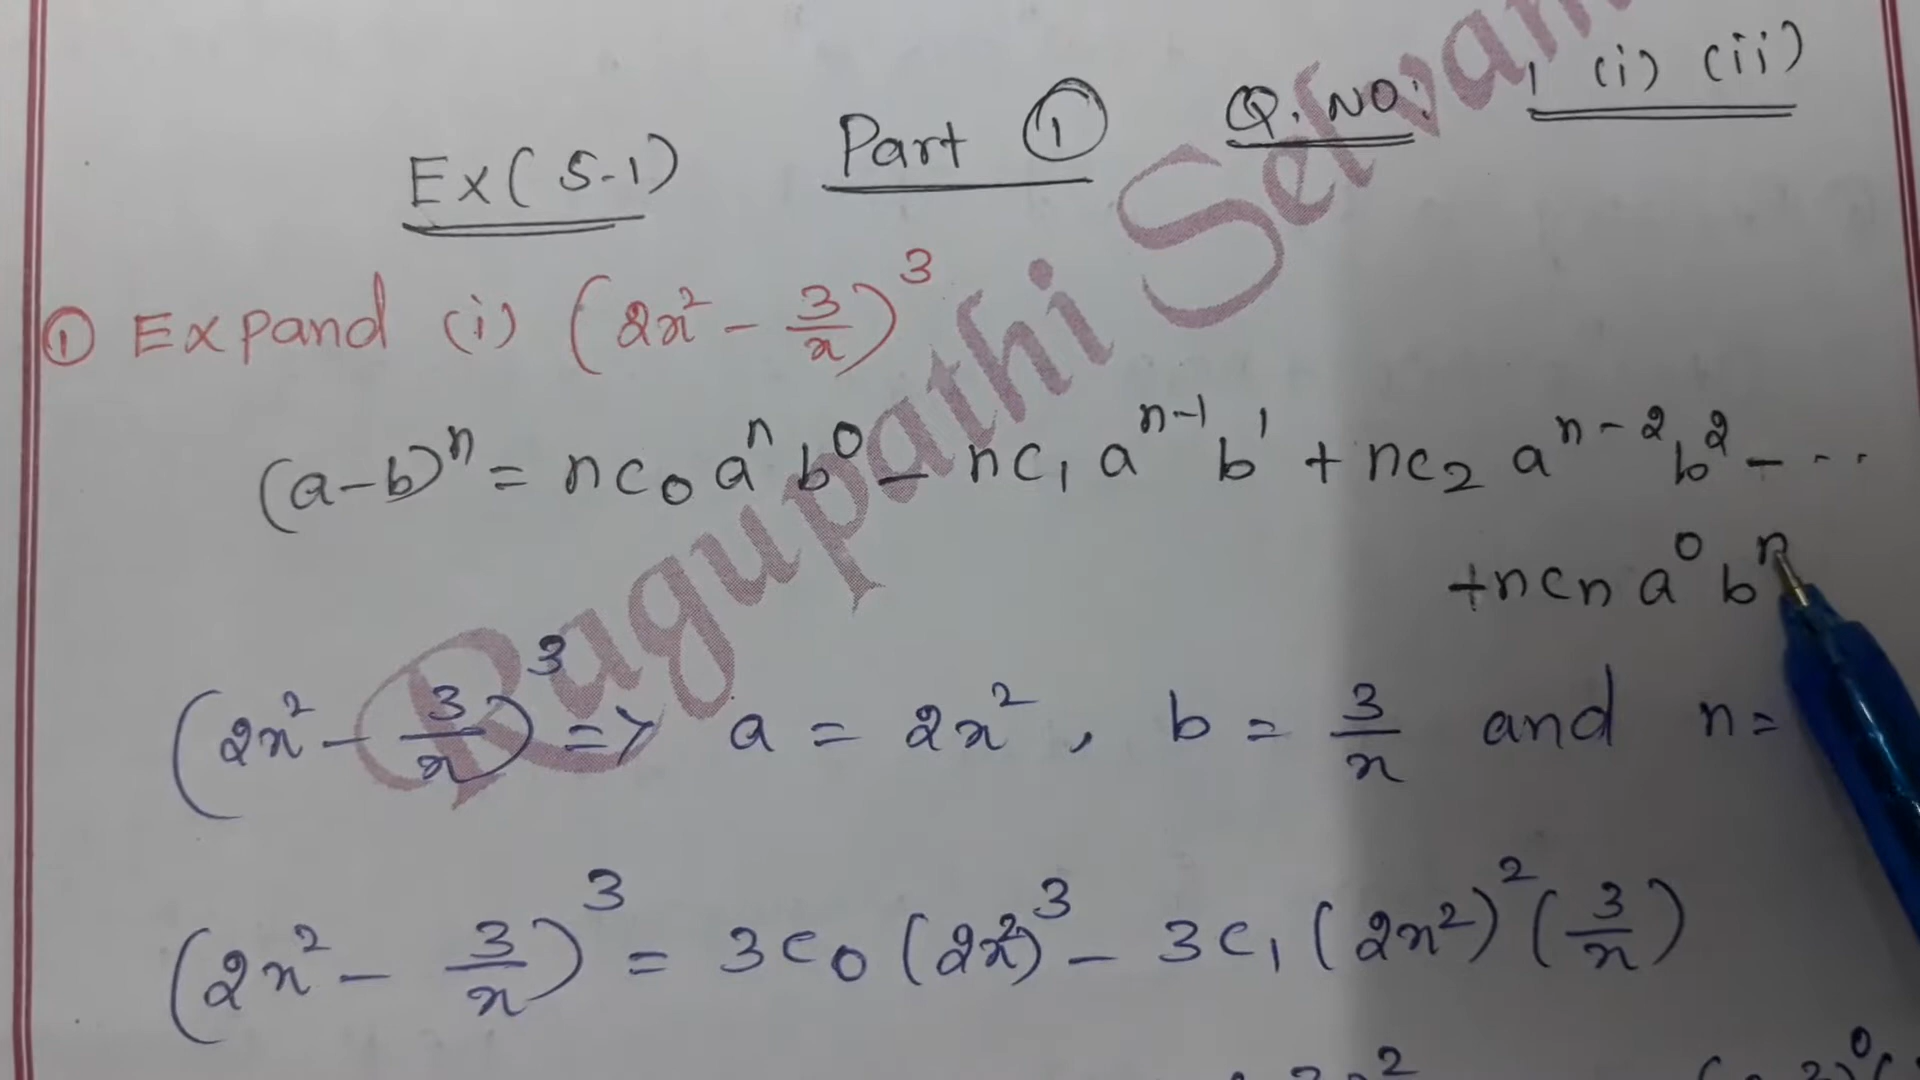 Ex(5.1) Part ① Q.NO: 1 (i) (ii)
① Expand (i) (2x² - 3/x)³
(a-b)ⁿ = nc₀ aⁿ b⁰ - nc₁ aⁿ⁻¹ b¹ + nc₂ aⁿ⁻² b² - ...
+ncn a⁰ bⁿ
(2x² - 3/x)³ => a = 2x², b = 3/x and n=
(2x² - 3/x)³ = 3c₀ (2x²)³ - 3c₁ (2x²)² (3/x)
Ragupathi